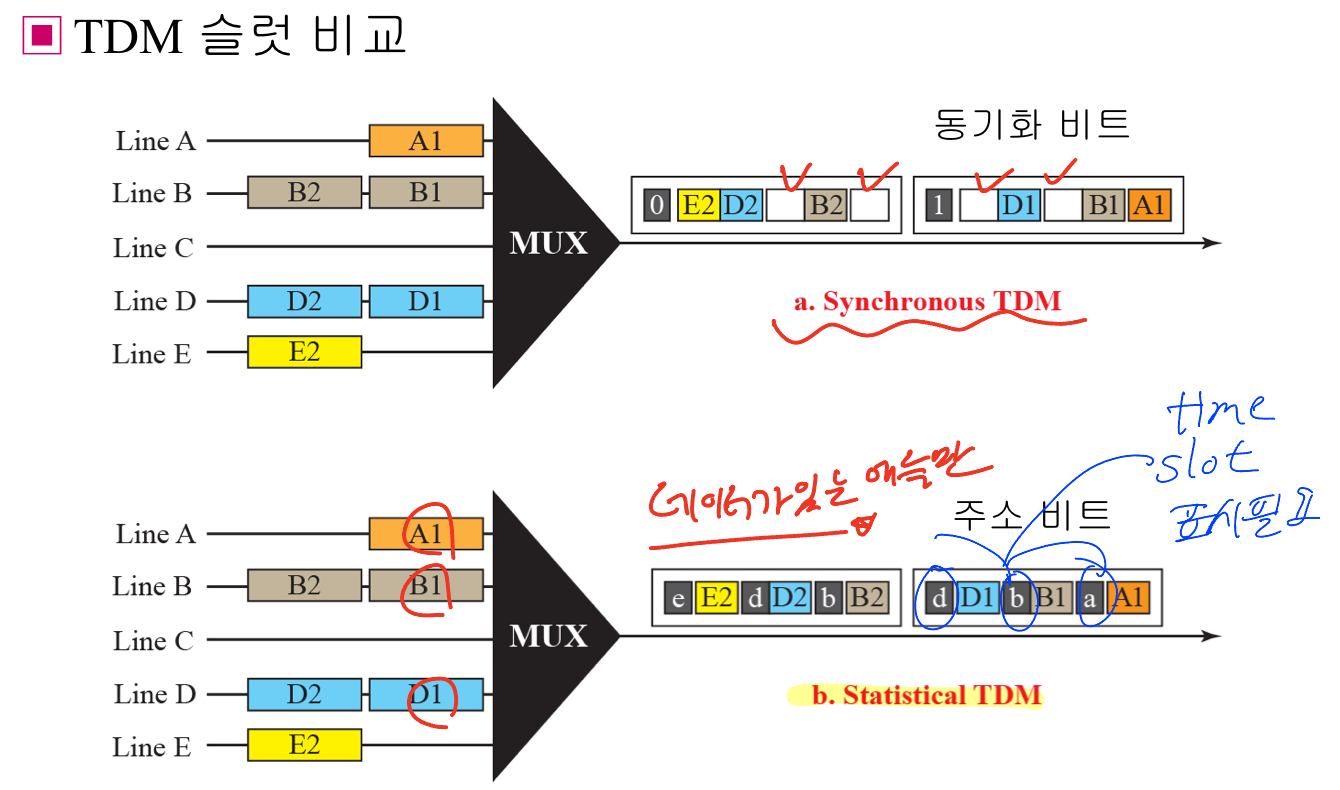 TDM 슬럿 비교
동기화 비트
Line A A1
Line B B2 B1
Line C
Line D D2 D1
Line E E2
MUX
0 E2 D2 B2
1 D1 B1 A1
a. Synchronous TDM
time
slot
표시필요
데이터가있는 애들만
주소 비트
Line A A1
Line B B2 B1
Line C
Line D D2 D1
Line E E2
MUX
e E2 d D2 b B2
d D1 b B1 a A1
b. Statistical TDM